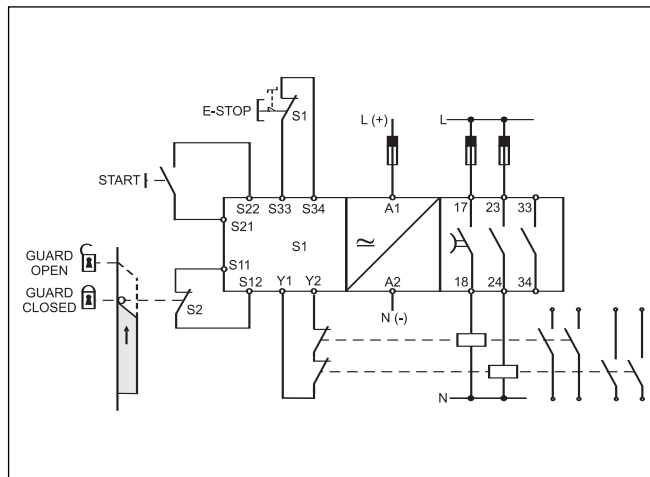 E-STOP
S1
L (+)
L
START
S22 S33 S34 A1 17 23 33
S21
S1
GUARD
OPEN
S11
GUARD
CLOSED
S12 Y1 Y2 A2 18 24 34
S2
N (-)
N